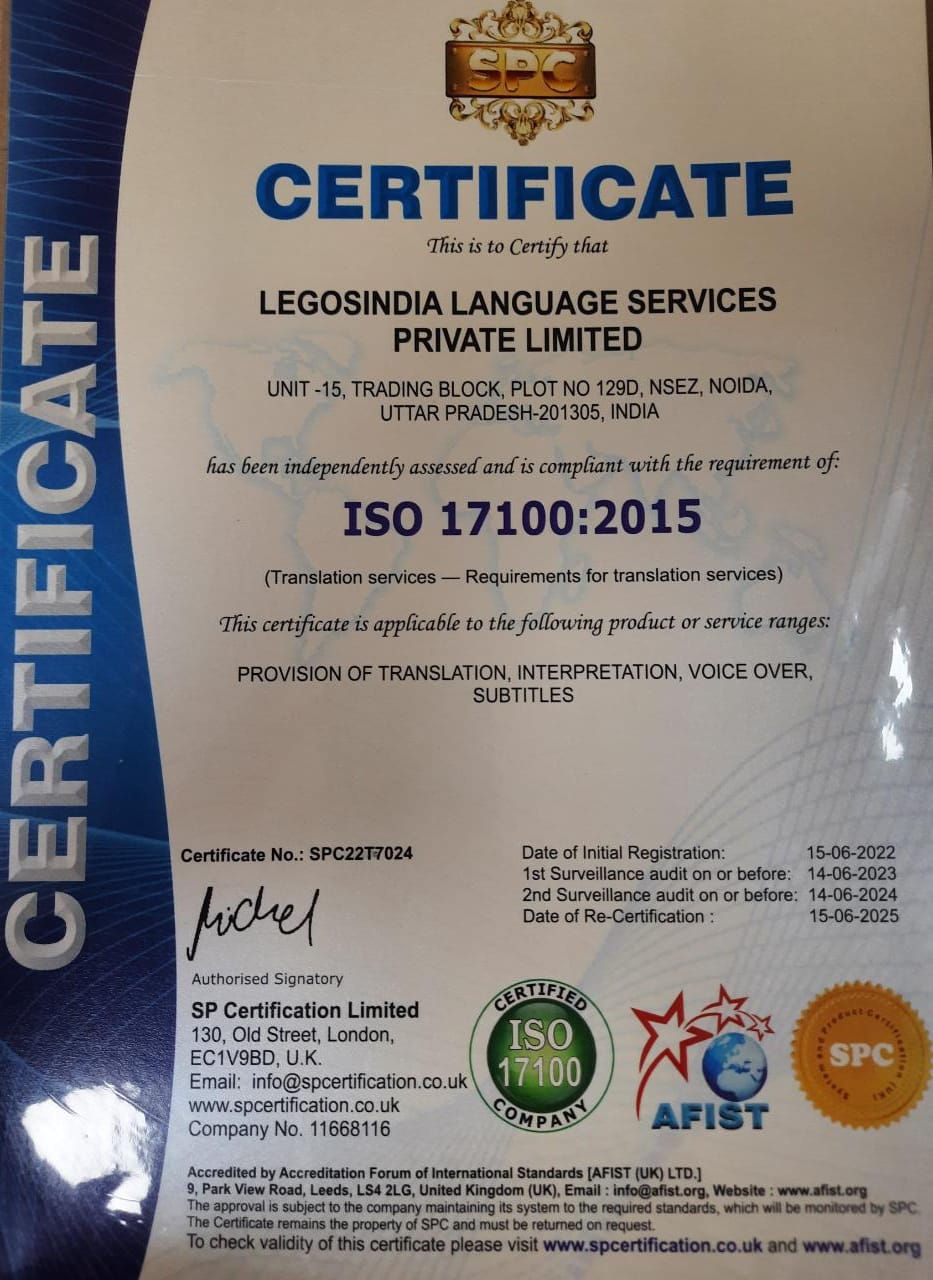 SPC
CERTIFICATE
CERTIFICATE
This is to Certify that
LEGOSINDIA LANGUAGE SERVICES
PRIVATE LIMITED
UNIT -15, TRADING BLOCK, PLOT NO 129D, NSEZ, NOIDA,
UTTAR PRADESH-201305, INDIA
has been independently assessed and is compliant with the requirement of:
ISO 17100:2015
(Translation services — Requirements for translation services)
This certificate is applicable to the following product or service ranges:
PROVISION OF TRANSLATION, INTERPRETATION, VOICE OVER,
SUBTITLES
Certificate No.: SPC22T7024
Date of Initial Registration: 15-06-2022
1st Surveillance audit on or before: 14-06-2023
2nd Surveillance audit on or before: 14-06-2024
Date of Re-Certification : 15-06-2025
Authorised Signatory
SP Certification Limited
130, Old Street, London,
EC1V9BD, U.K.
Email: info@spcertification.co.uk
www.spcertification.co.uk
Company No. 11668116
CERTIFIED
ISO
17100
COMPANY
AFIST
System and Product Certification (UK)
SPC
Accredited by Accreditation Forum of International Standards [AFIST (UK) LTD.]
9, Park View Road, Leeds, LS4 2LG, United Kingdom (UK), Email : info@afist.org, Website : www.afist.org
The approval is subject to the company maintaining its system to the required standards, which will be monitored by SPC.
The Certificate remains the property of SPC and must be returned on request.
To check validity of this certificate please visit www.spcertification.co.uk and www.afist.org